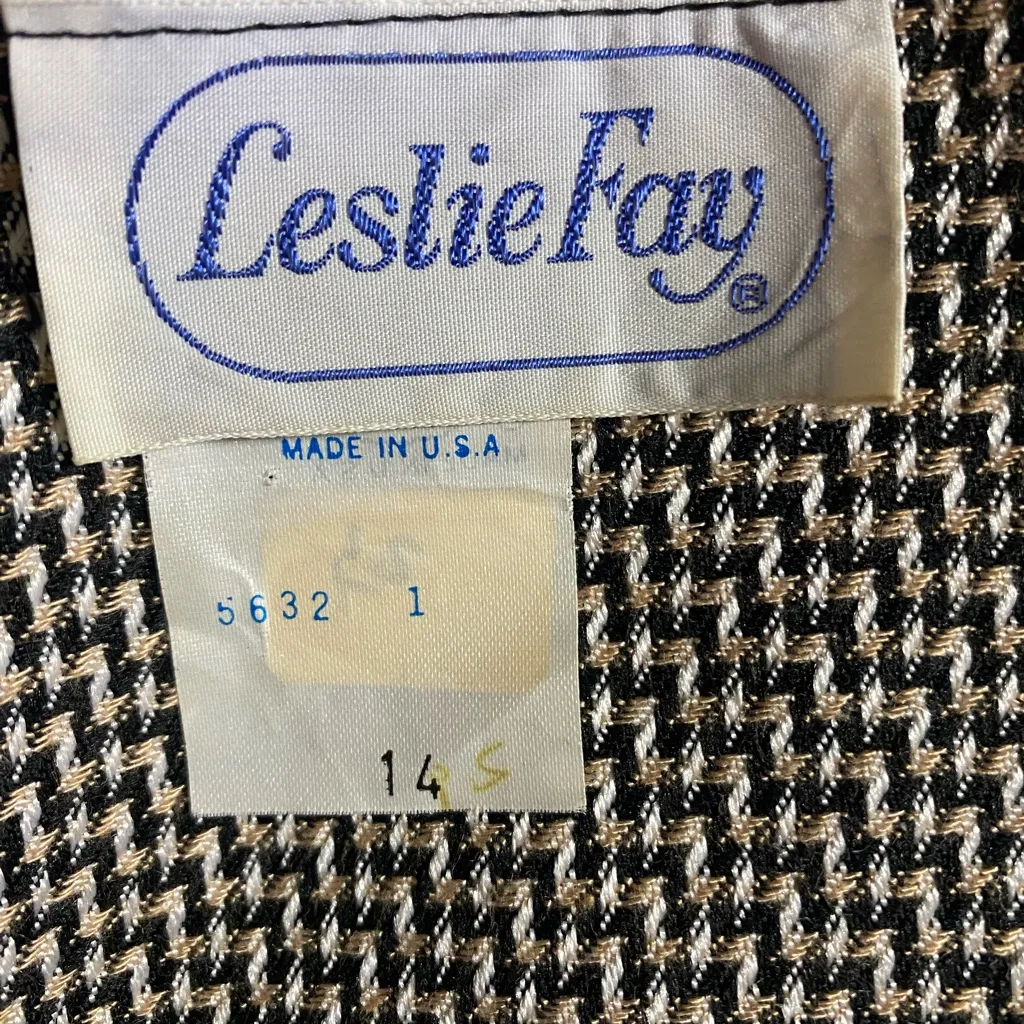 Leslie Fay ®
MADE IN U.S.A
5632 1
14 S